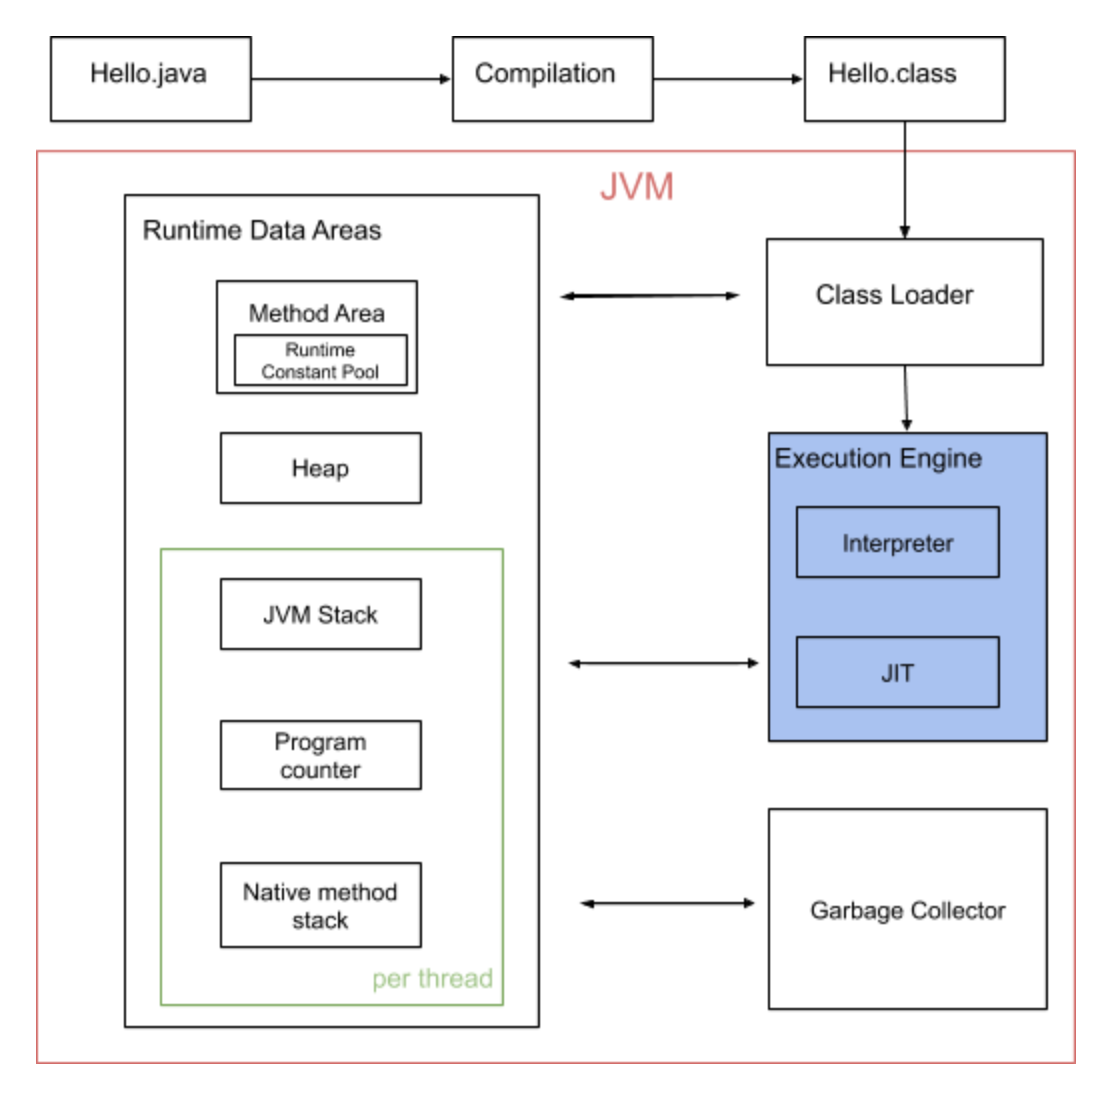 Hello.java
Compilation
Hello.class
JVM
Runtime Data Areas
Method Area
Runtime
Constant Pool
Heap
JVM Stack
Program
counter
Native method
stack
per thread
Class Loader
Execution Engine
Interpreter
JIT
Garbage Collector